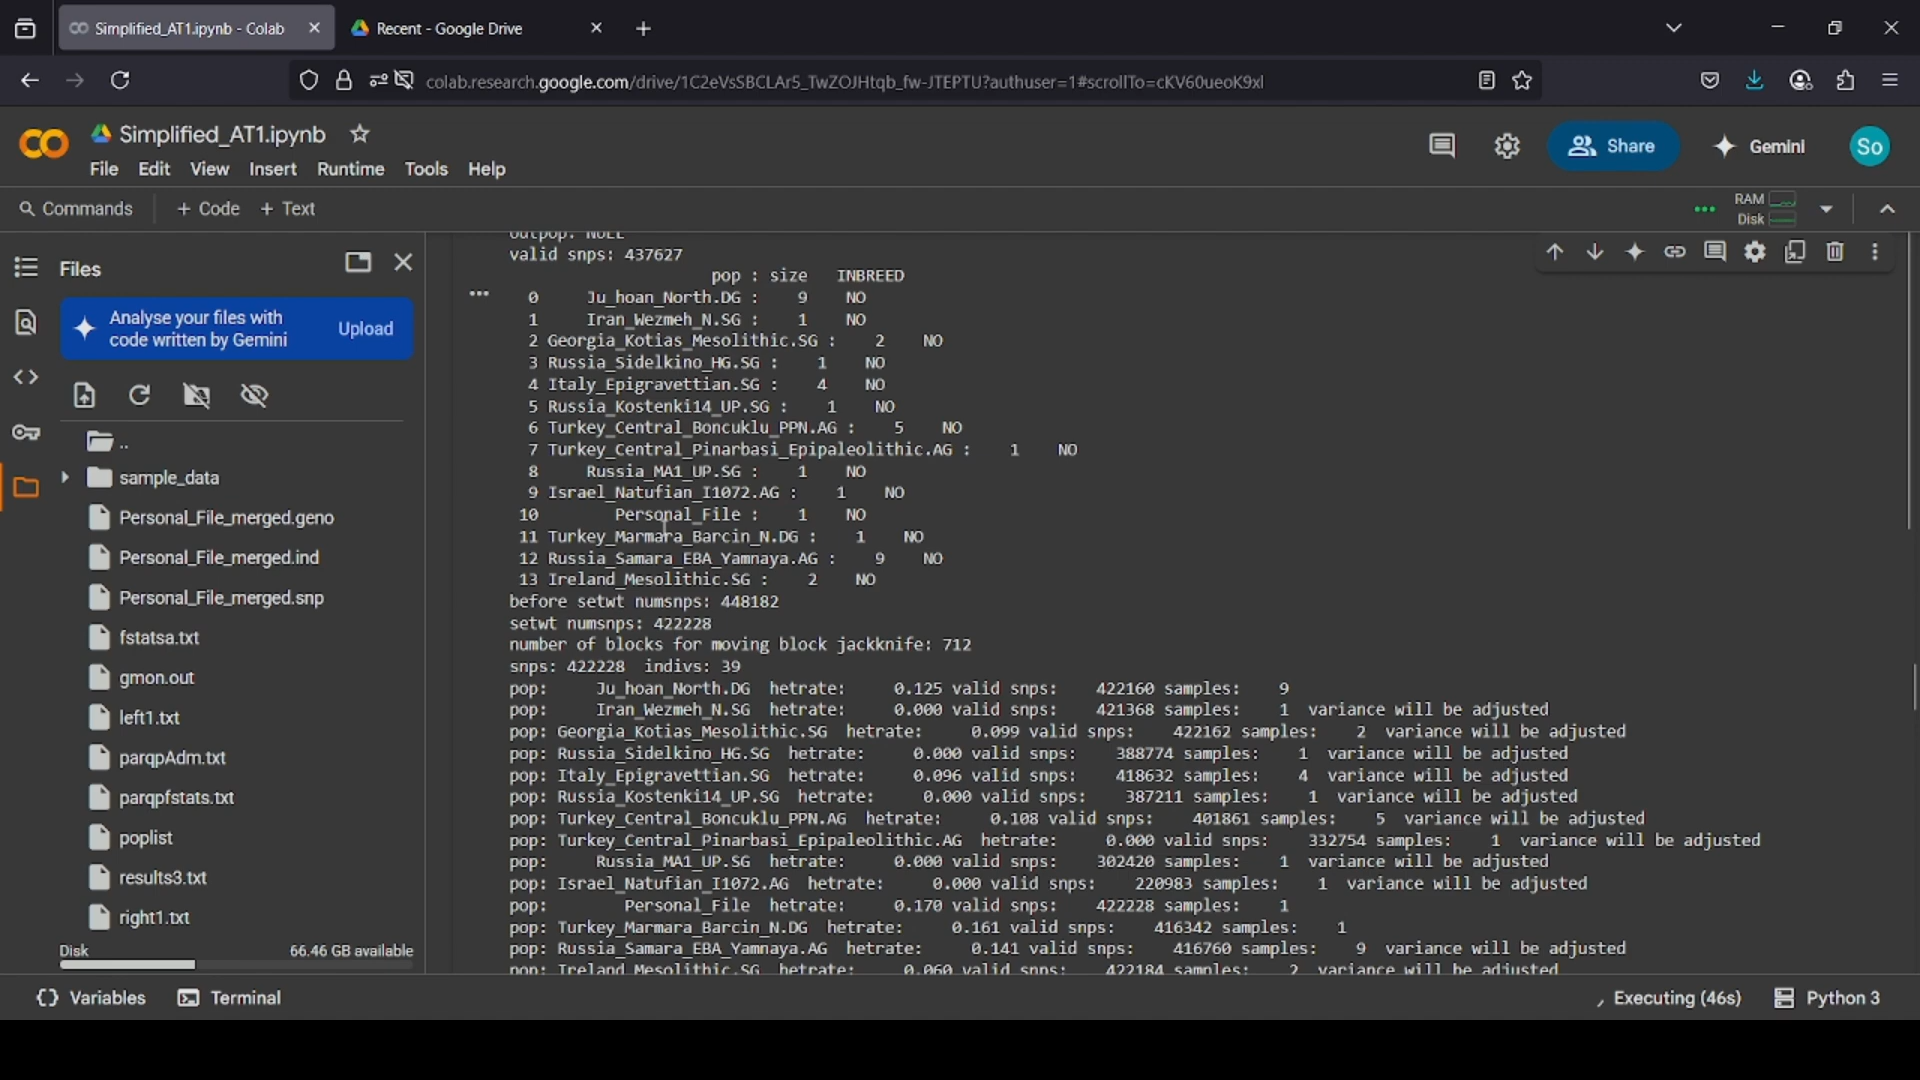 Simplified_AT1.ipynb - Colab
Recent - Google Drive
colab.research.google.com/drive/1C2eVsSBCLAr5_TwZOJHtqb_fw-JTEPTU?authuser=1#scrollTo=cKV60ueoK9xl
Simplified_AT1.ipynb
File Edit View Insert Runtime Tools Help
Share
Gemini
So
Commands + Code + Text
RAM
Disk
Files
Analyse your files with
code written by Gemini
Upload
..
sample_data
Personal_File_merged.geno
Personal_File_merged.ind
Personal_File_merged.snp
fstatsa.txt
gmon.out
left1.txt
parqpAdm.txt
parqpfstats.txt
poplist
results3.txt
right1.txt
Disk 66.46 GB available
outpop: NULL
valid snps: 437627
pop : size INBREED
0 Ju_hoan_North.DG : 9 NO
1 Iran_Wezmeh_N.SG : 1 NO
2 Georgia_Kotias_Mesolithic.SG : 2 NO
3 Russia_Sidelkino_HG.SG : 1 NO
4 Italy_Epigravettian.SG : 4 NO
5 Russia_Kostenki14_UP.SG : 1 NO
6 Turkey_Central_Boncuklu_PPN.AG : 5 NO
7 Turkey_Central_Pinarbasi_Epipaleolithic.AG : 1 NO
8 Russia_MA1_UP.SG : 1 NO
9 Israel_Natufian_I1072.AG : 1 NO
10 Personal_File : 1 NO
11 Turkey_Marmara_Barcin_N.DG : 1 NO
12 Russia_Samara_EBA_Yamnaya.AG : 9 NO
13 Ireland_Mesolithic.SG : 2 NO
before setwt numsnps: 448182
setwt numsnps: 422228
number of blocks for moving block jackknife: 712
snps: 422228 indivs: 39
pop: Ju_hoan_North.DG hetrate: 0.125 valid snps: 422160 samples: 9
pop: Iran_Wezmeh_N.SG hetrate: 0.000 valid snps: 421368 samples: 1 variance will be adjusted
pop: Georgia_Kotias_Mesolithic.SG hetrate: 0.099 valid snps: 422162 samples: 2 variance will be adjusted
pop: Russia_Sidelkino_HG.SG hetrate: 0.000 valid snps: 388774 samples: 1 variance will be adjusted
pop: Italy_Epigravettian.SG hetrate: 0.096 valid snps: 418632 samples: 4 variance will be adjusted
pop: Russia_Kostenki14_UP.SG hetrate: 0.000 valid snps: 387211 samples: 1 variance will be adjusted
pop: Turkey_Central_Boncuklu_PPN.AG hetrate: 0.108 valid snps: 401861 samples: 5 variance will be adjusted
pop: Turkey_Central_Pinarbasi_Epipaleolithic.AG hetrate: 0.000 valid snps: 332754 samples: 1 variance will be adjusted
pop: Russia_MA1_UP.SG hetrate: 0.000 valid snps: 302420 samples: 1 variance will be adjusted
pop: Israel_Natufian_I1072.AG hetrate: 0.000 valid snps: 220983 samples: 1 variance will be adjusted
pop: Personal_File hetrate: 0.170 valid snps: 422228 samples: 1
pop: Turkey_Marmara_Barcin_N.DG hetrate: 0.161 valid snps: 416342 samples: 1
pop: Russia_Samara_EBA_Yamnaya.AG hetrate: 0.141 valid snps: 416760 samples: 9 variance will be adjusted
pop: Ireland_Mesolithic.SG hetrate: 0.060 valid snps: 422184 samples: 2 variance will be adjusted
Variables Terminal
Executing (46s) Python 3